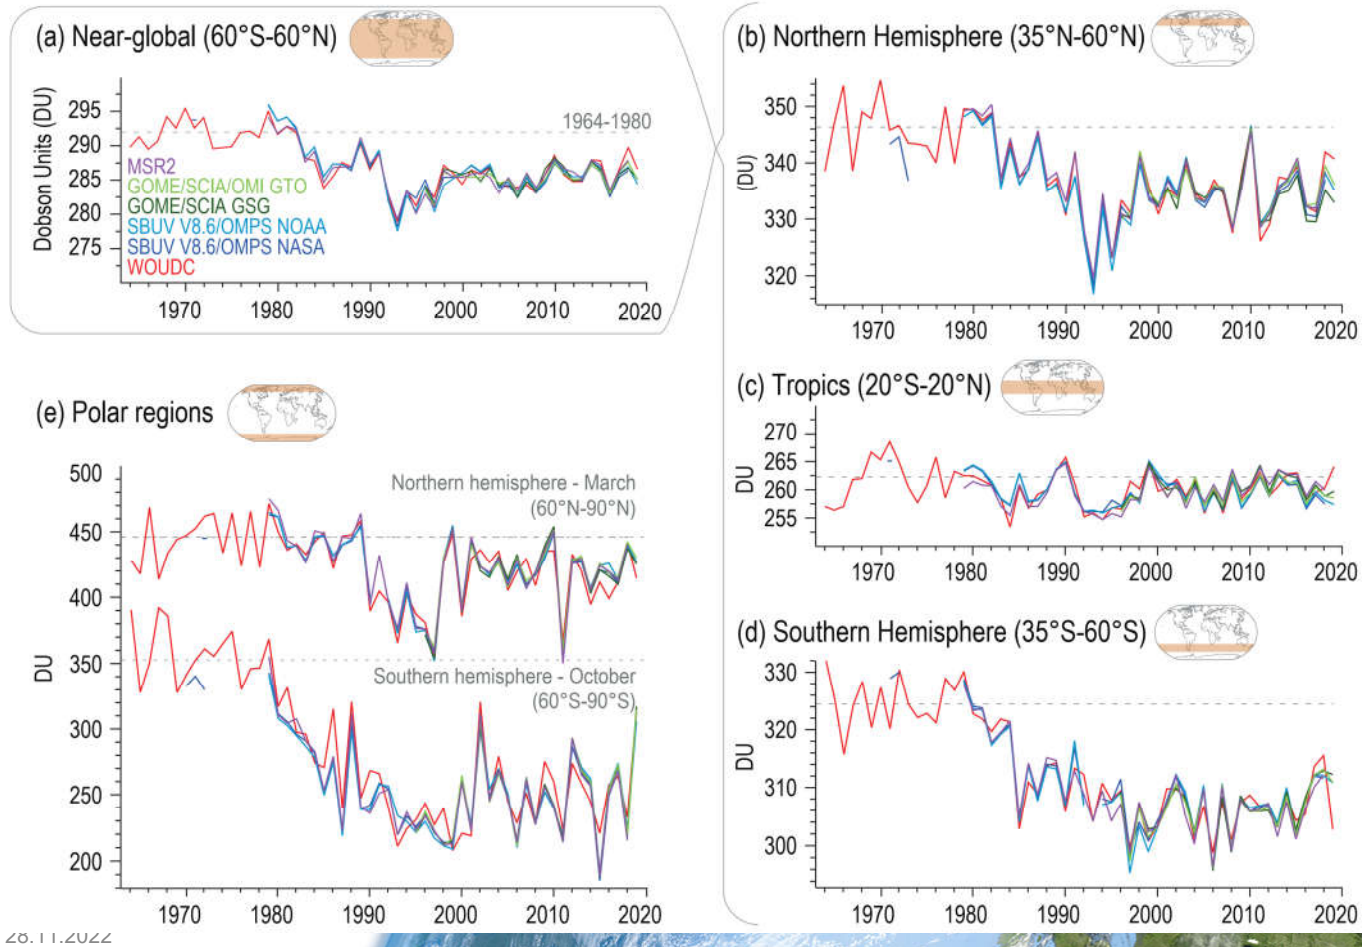 (a) Near-global (60°S-60°N)
Dobson Units (DU)
295
290
285
280
275
1964-1980
MSR2
GOME/SCIA/OMI GTO
GOME/SCIA GSG
SBUV V8.6/OMPS NOAA
SBUV V8.6/OMPS NASA
WOUDC
1970 1980 1990 2000 2010 2020
(b) Northern Hemisphere (35°N-60°N)
(DU)
350
340
330
320
1970 1980 1990 2000 2010 2020
(c) Tropics (20°S-20°N)
DU
270
265
260
255
1970 1980 1990 2000 2010 2020
(d) Southern Hemisphere (35°S-60°S)
DU
330
320
310
300
1970 1980 1990 2000 2010 2020
(e) Polar regions
DU
500
450
400
350
300
250
200
Northern hemisphere - March
(60°N-90°N)
Southern hemisphere - October
(60°S-90°S)
1970 1980 1990 2000 2010 2020
28.11.2022